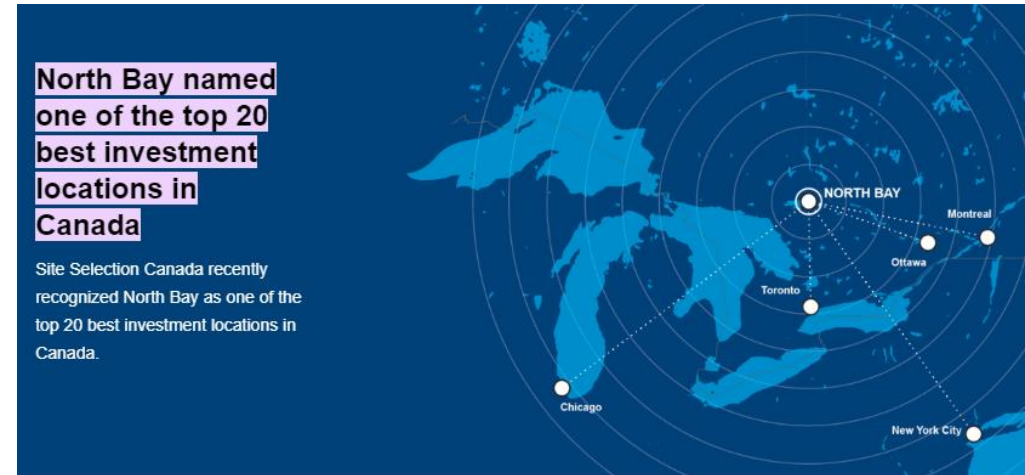 North Bay named
one of the top 20
best investment
locations in
Canada
Site Selection Canada recently
recognized North Bay as one of the
top 20 best investment locations in
Canada.
NORTH BAY
Montreal
Ottawa
Toronto
Chicago
New York City